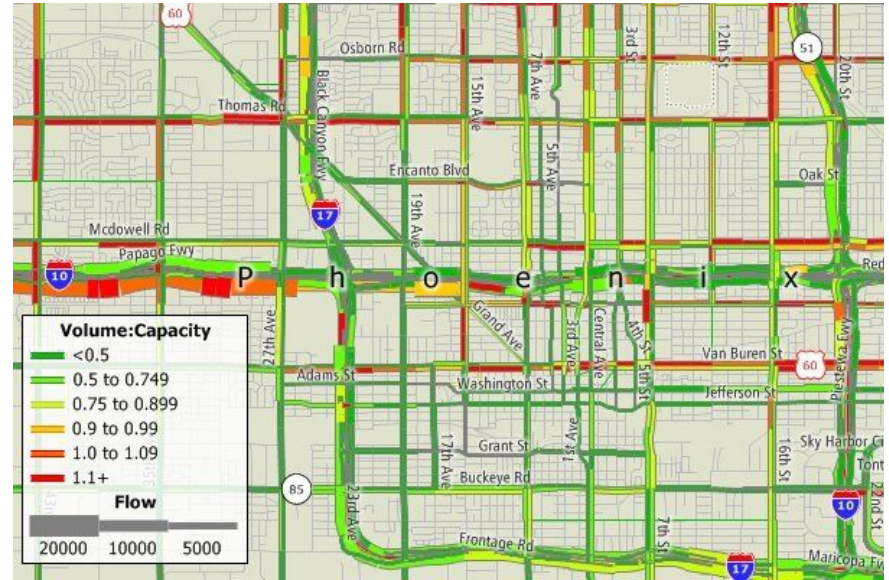 60
Osborn Rd
Black Canyon Fwy
15th Ave
7th Ave
3rd St
12th St
51
20th St
Thomas Rd
5th Ave
Encanto Blvd
19th Ave
Oak St
17
Mcdowell Rd
Papago Fwy
10
Phoenix
Red
Grand Ave
27th Ave
3rd Ave
Central Ave
4th St
5th St
Van Buren St
60
Prestewa Fwy
Adams St
Washington St
Jefferson St
17th Ave
Grant St
1st Ave
Sky Harbor Ci
Buckeye Rd
16th St
Tont
85
23rd Ave
7th St
10
22nd St
Frontage Rd
17
Maricopa Fw
Volume:Capacity
<0.5
0.5 to 0.749
0.75 to 0.899
0.9 to 0.99
1.0 to 1.09
1.1+
Flow
20000 10000 5000